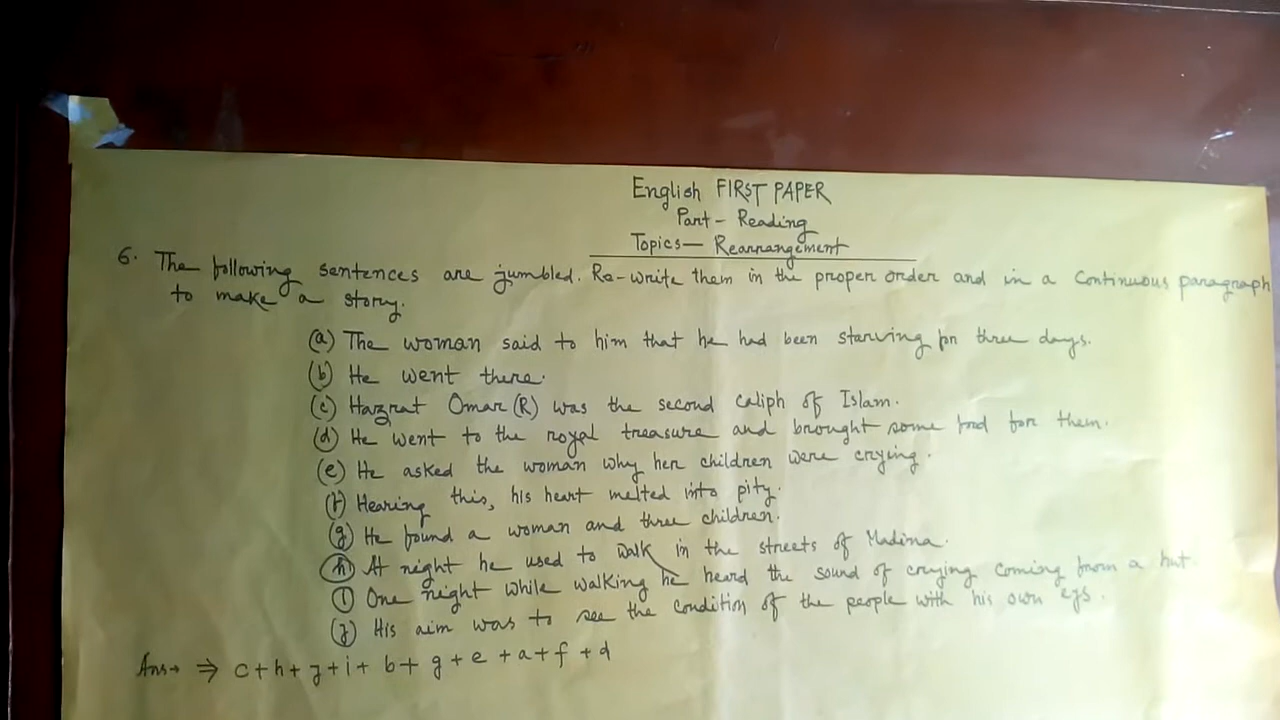 English FIRST PAPER
Part - Reading
Topics - Rearrangement
6. The following sentences are jumbled. Re-write them in the proper order and in a Continuous paragraph
to make a story.
(a) The woman said to him that he had been starving for three days.
(b) He went there.
(c) Hazrat Omar (R) was the second caliph of Islam.
(d) He went to the royal treasure and brought some food for them.
(e) He asked the woman why her children were crying.
(f) Hearing this, his heart melted into pity.
(g) He found a woman and three children.
(h) At night he used to walk in the streets of Madina.
(i) One night while walking he heard the sound of crying coming from a hut.
(j) His aim was to see the condition of the people with his own eys.
Ans → ⇒ c+h+j+i+ b+ g+e +a+f +d